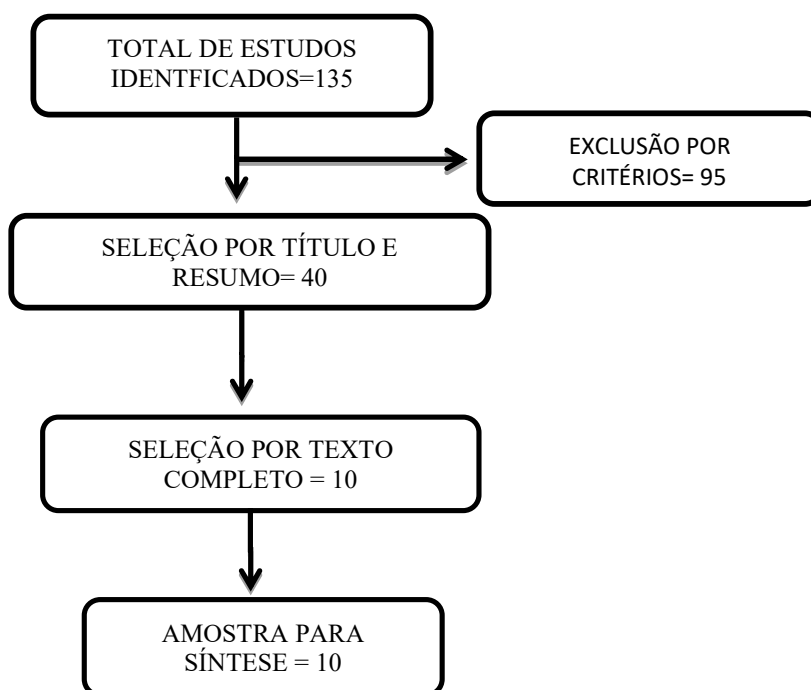 TOTAL DE ESTUDOS
IDENTFICADOS=135
EXCLUSÃO POR
CRITÉRIOS= 95
SELEÇÃO POR TÍTULO E
RESUMO= 40
SELEÇÃO POR TEXTO
COMPLETO = 10
AMOSTRA PARA
SÍNTESE = 10